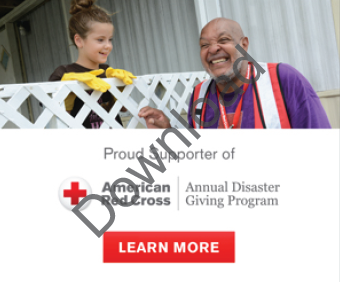 Proud Supporter of
American
Red Cross
Annual Disaster
Giving Program
LEARN MORE
Download